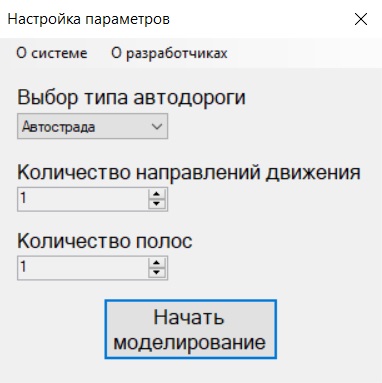 Настройка параметров
О системе О разработчиках
Выбор типа автодороги
Автострада
Количество направлений движения
1
Количество полос
1
Начать
моделирование